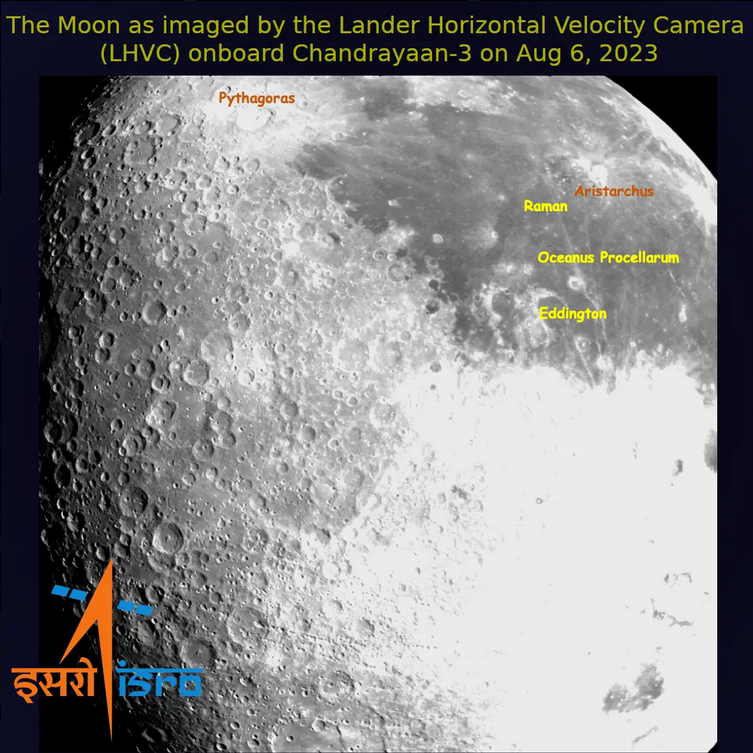 The Moon as imaged by the Lander Horizontal Velocity Camera
(LHVC) onboard Chandrayaan-3 on Aug 6, 2023
Pythagoras
Aristarchus
Raman
Oceanus Procellarum
Eddington
इसरो isro